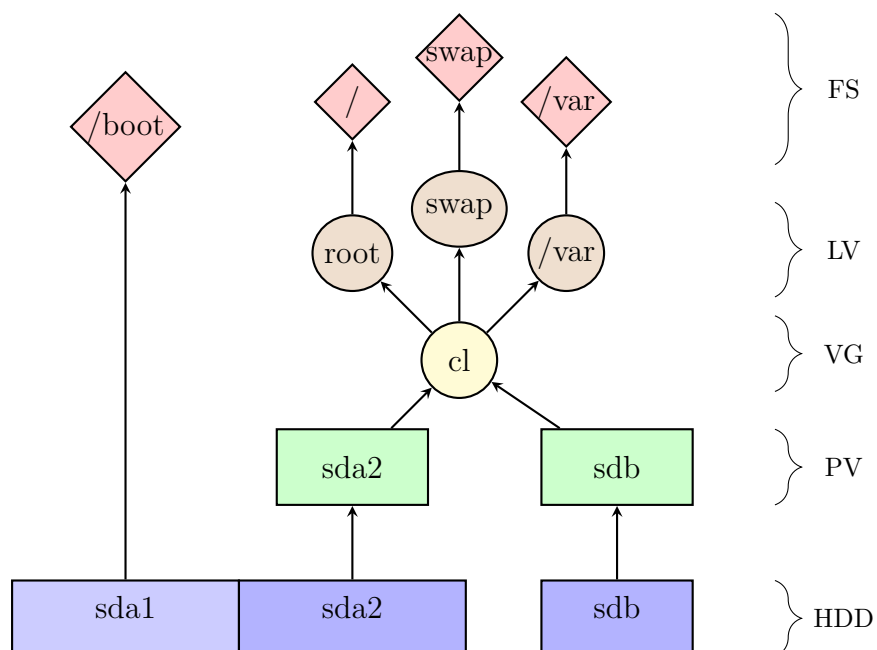 swap
/
/var
FS
/boot
swap
root
/var
LV
cl
VG
sda2
sdb
PV
sda1
sda2
sdb
HDD